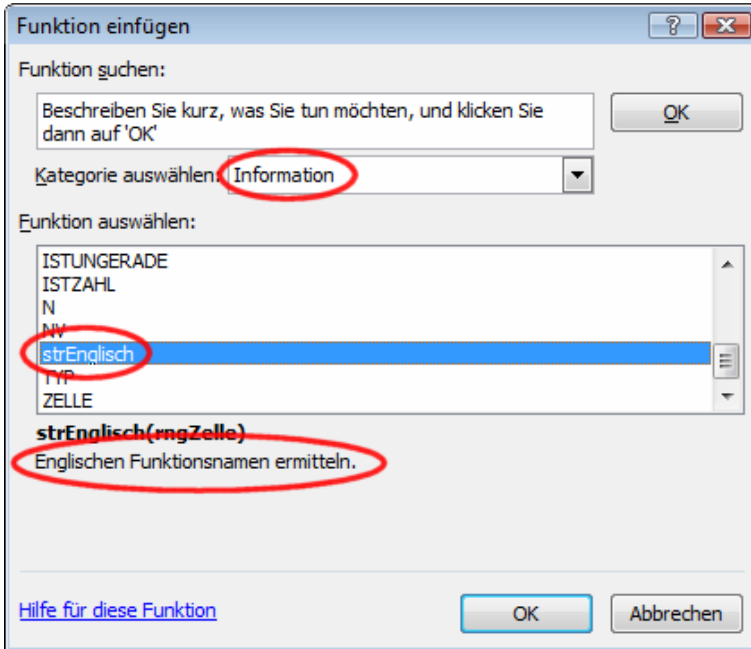 Funktion einfügen
Funktion suchen:
Beschreiben Sie kurz, was Sie tun möchten, und klicken Sie
dann auf 'OK'
OK
Kategorie auswählen: Information
Funktion auswählen:
ISTUNGERADE
ISTZAHL
N
NV
strEnglisch
TYP
ZELLE
strEnglisch(rngZelle)
Englischen Funktionsnamen ermitteln.
Hilfe für diese Funktion
OK
Abbrechen